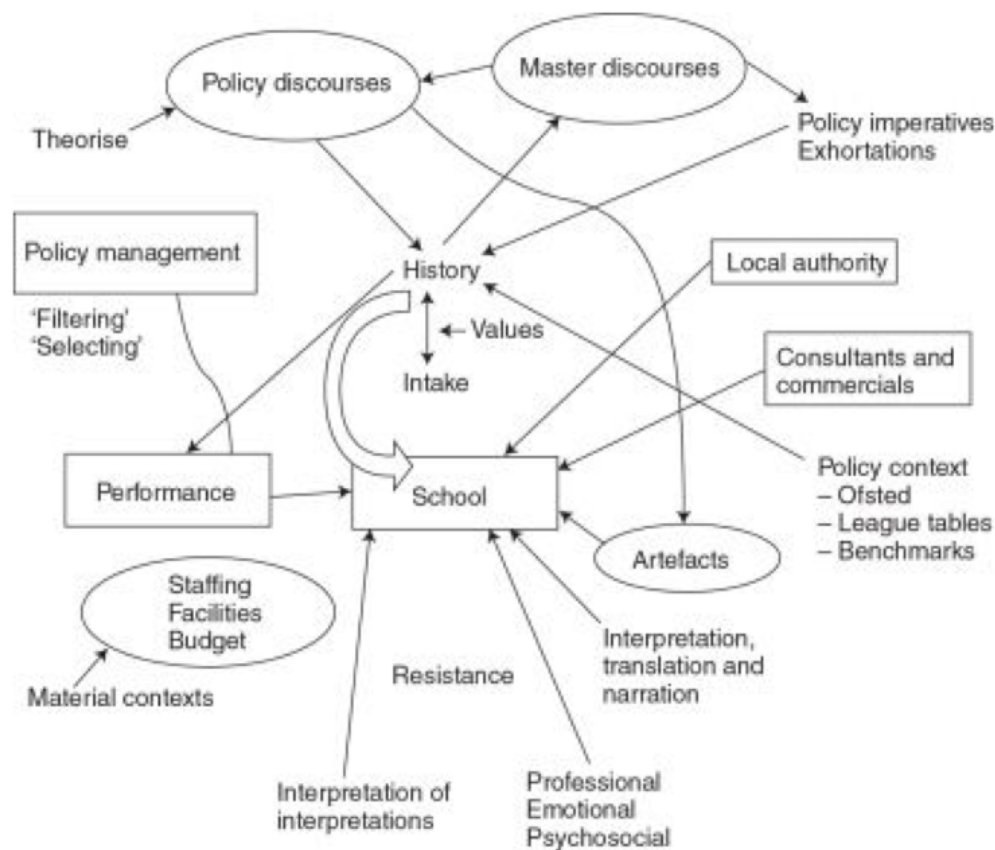 Policy discourses
Master discourses
Theorise
Policy imperatives
Exhortations
Policy management
‘Filtering’
‘Selecting’
History
Local authority
Values
Intake
Consultants and
commercials
Performance
School
Policy context
– Ofsted
– League tables
– Benchmarks
Artefacts
Staffing
Facilities
Budget
Material contexts
Resistance
Interpretation,
translation and
narration
Interpretation of
interpretations
Professional
Emotional
Psychosocial